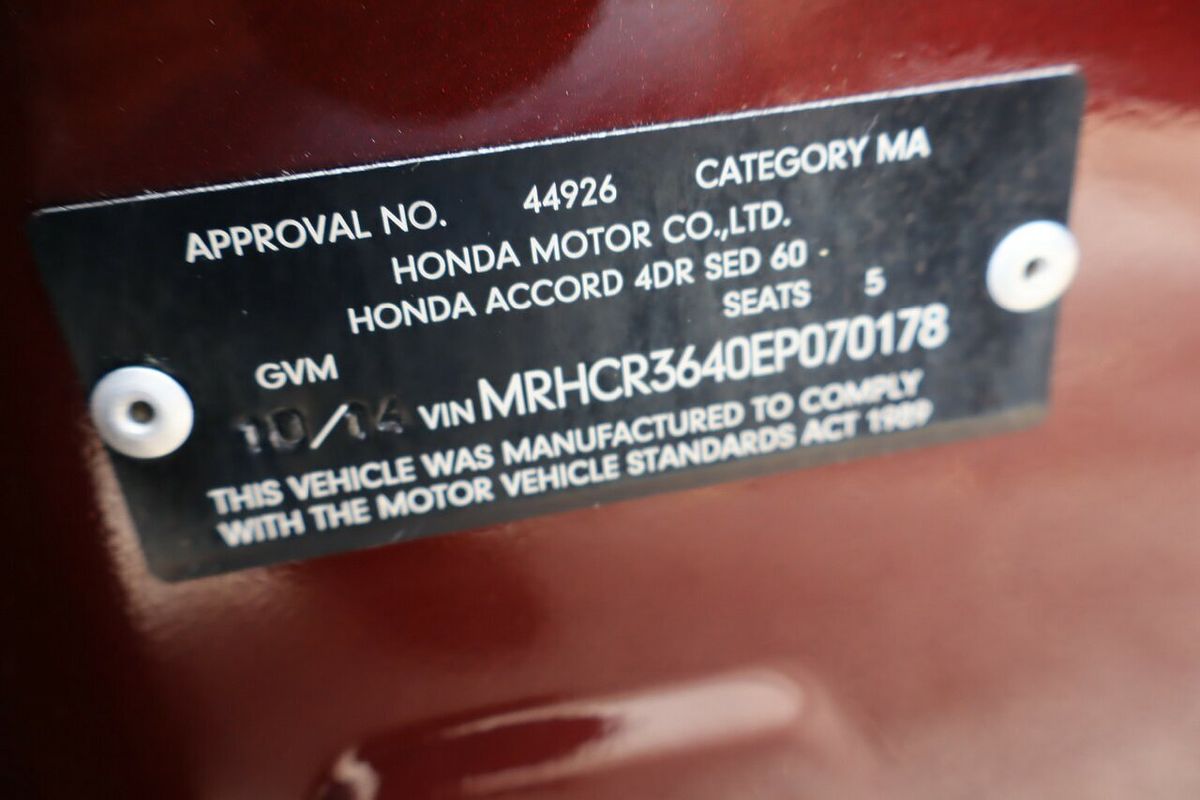 APPROVAL NO. 44926 CATEGORY MA
HONDA MOTOR CO.,LTD.
HONDA ACCORD 4DR SED 60 -
SEATS 5
GVM
10/14 VIN MRHCR3640EP070178
THIS VEHICLE WAS MANUFACTURED TO COMPLY
WITH THE MOTOR VEHICLE STANDARDS ACT 1989